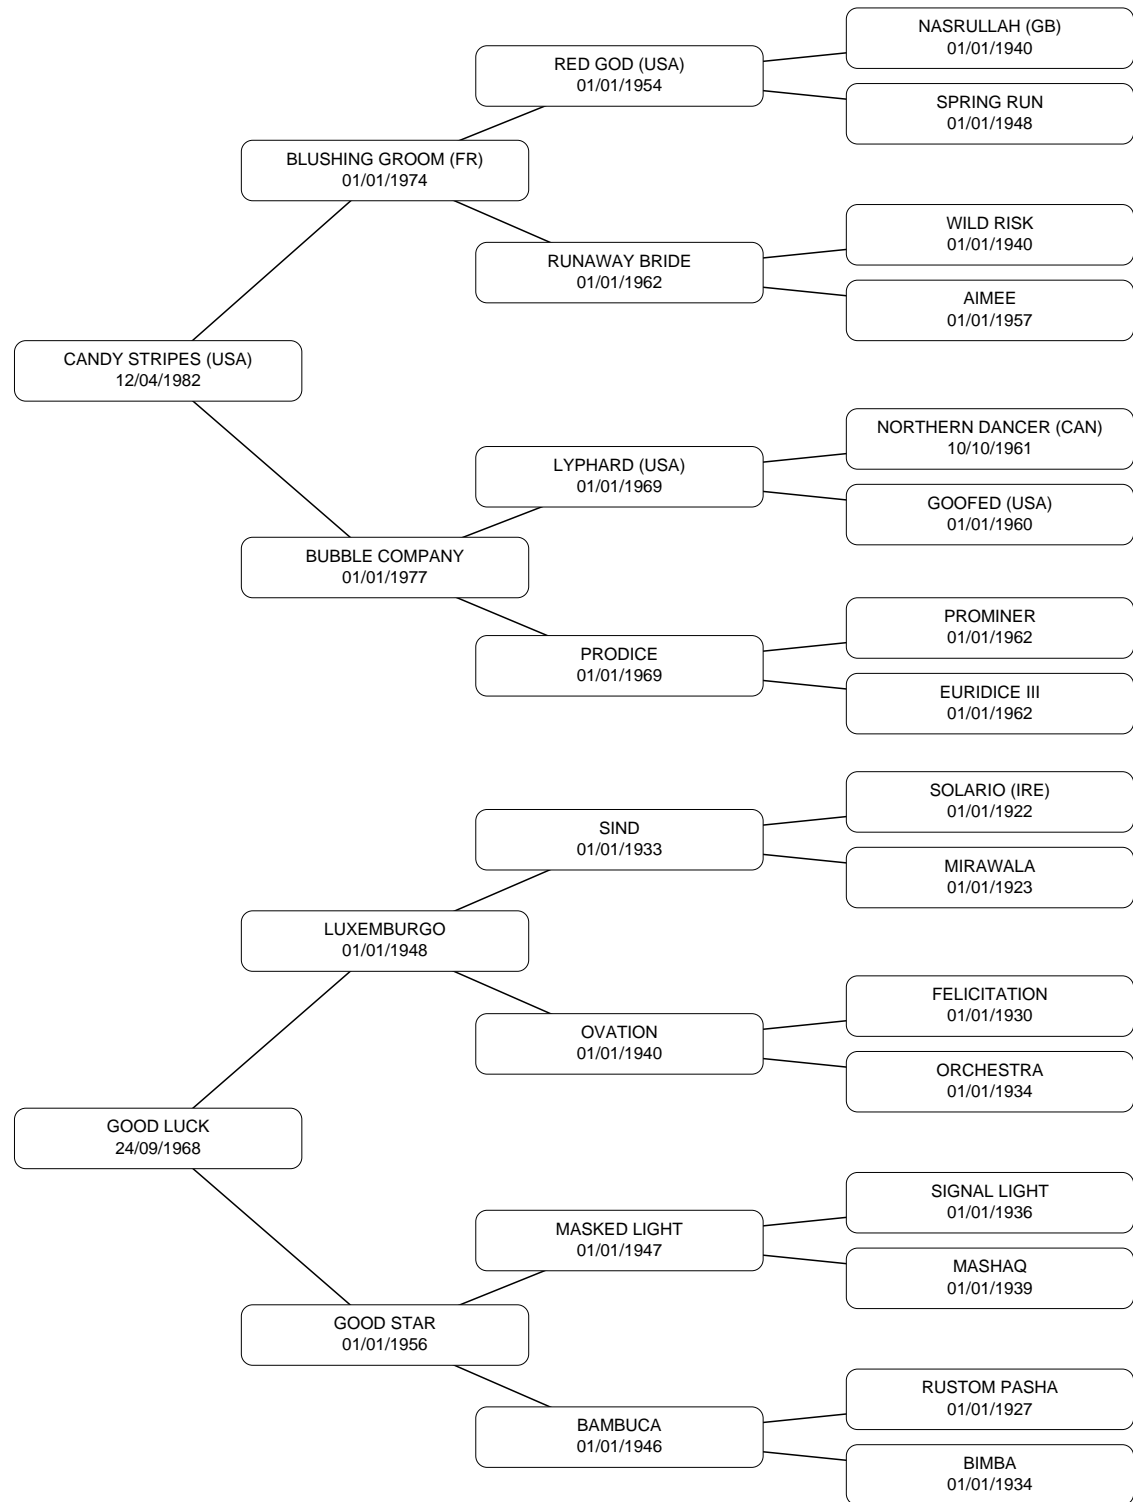 NASRULLAH (GB)
01/01/1940
RED GOD (USA)
01/01/1954
SPRING RUN
01/01/1948
BLUSHING GROOM (FR)
01/01/1974
WILD RISK
01/01/1940
RUNAWAY BRIDE
01/01/1962
AIMEE
01/01/1957
CANDY STRIPES (USA)
12/04/1982
NORTHERN DANCER (CAN)
10/10/1961
LYPHARD (USA)
01/01/1969
GOOFED (USA)
01/01/1960
BUBBLE COMPANY
01/01/1977
PROMINER
01/01/1962
PRODICE
01/01/1969
EURIDICE III
01/01/1962
SOLARIO (IRE)
01/01/1922
SIND
01/01/1933
MIRAWALA
01/01/1923
LUXEMBURGO
01/01/1948
FELICITATION
01/01/1930
OVATION
01/01/1940
ORCHESTRA
01/01/1934
GOOD LUCK
24/09/1968
SIGNAL LIGHT
01/01/1936
MASKED LIGHT
01/01/1947
MASHAQ
01/01/1939
GOOD STAR
01/01/1956
RUSTOM PASHA
01/01/1927
BAMBUCA
01/01/1946
BIMBA
01/01/1934